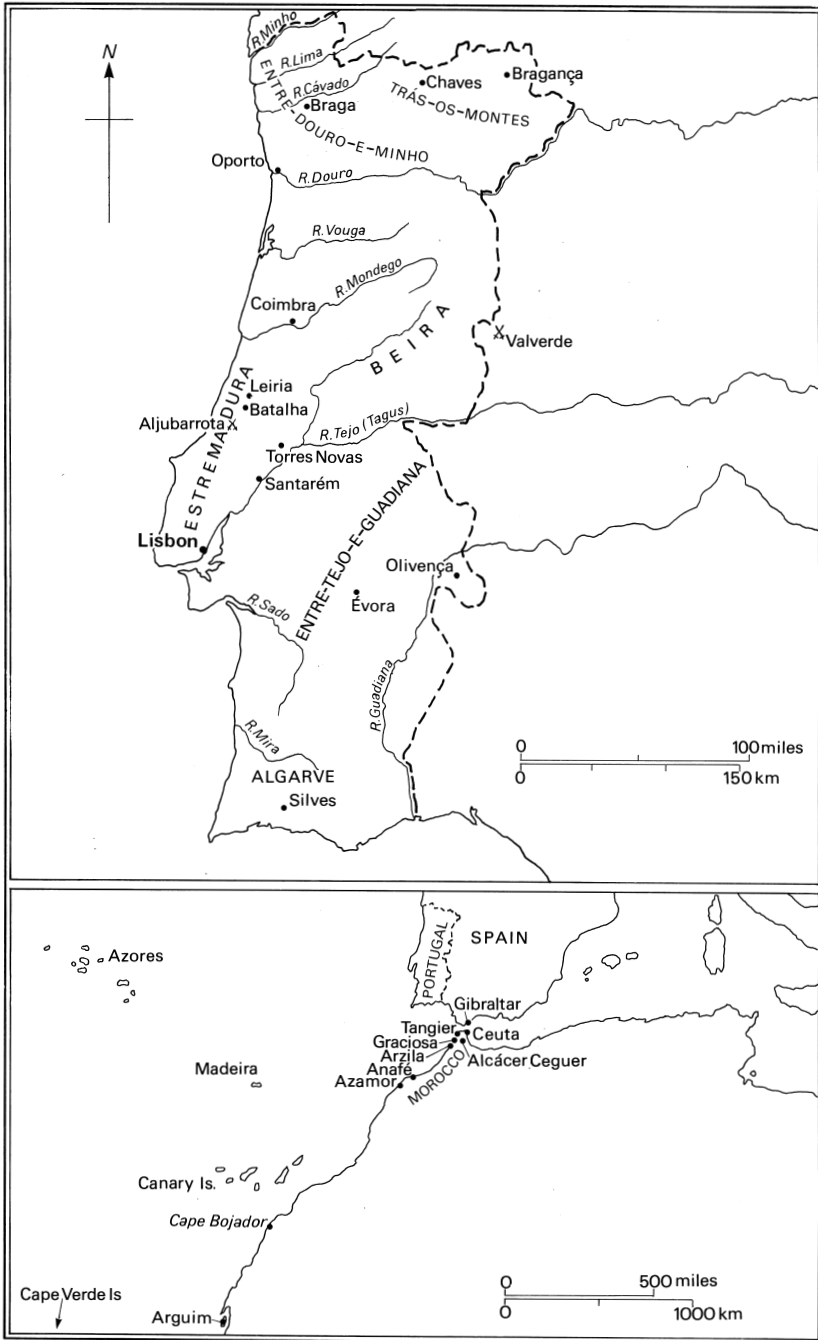 N
R.Minho
R.Lima
R.Cávado
ENTRE-DOURO-E-MINHO
Braga
Chaves
Bragança
TRÁS-OS-MONTES
Oporto
R.Douro
R.Vouga
R.Mondego
Coimbra
BEIRA
Valverde
Leiria
Batalha
Aljubarrota
ESTREMADURA
R.Tejo (Tagus)
Torres Novas
Santarém
Lisbon
ENTRE-TEJO-E-GUADIANA
Olivença
Évora
R.Sado
R.Guadiana
R.Mira
ALGARVE
Silves
0 100 miles
0 150 km
Azores
PORTUGAL
SPAIN
Gibraltar
Tangier
Ceuta
Graciosa
Arzila
Alcácer Ceguer
Anafé
Azamor
MOROCCO
Madeira
Canary Is.
Cape Bojador
Cape Verde Is
Arguim
0 500 miles
0 1000 km